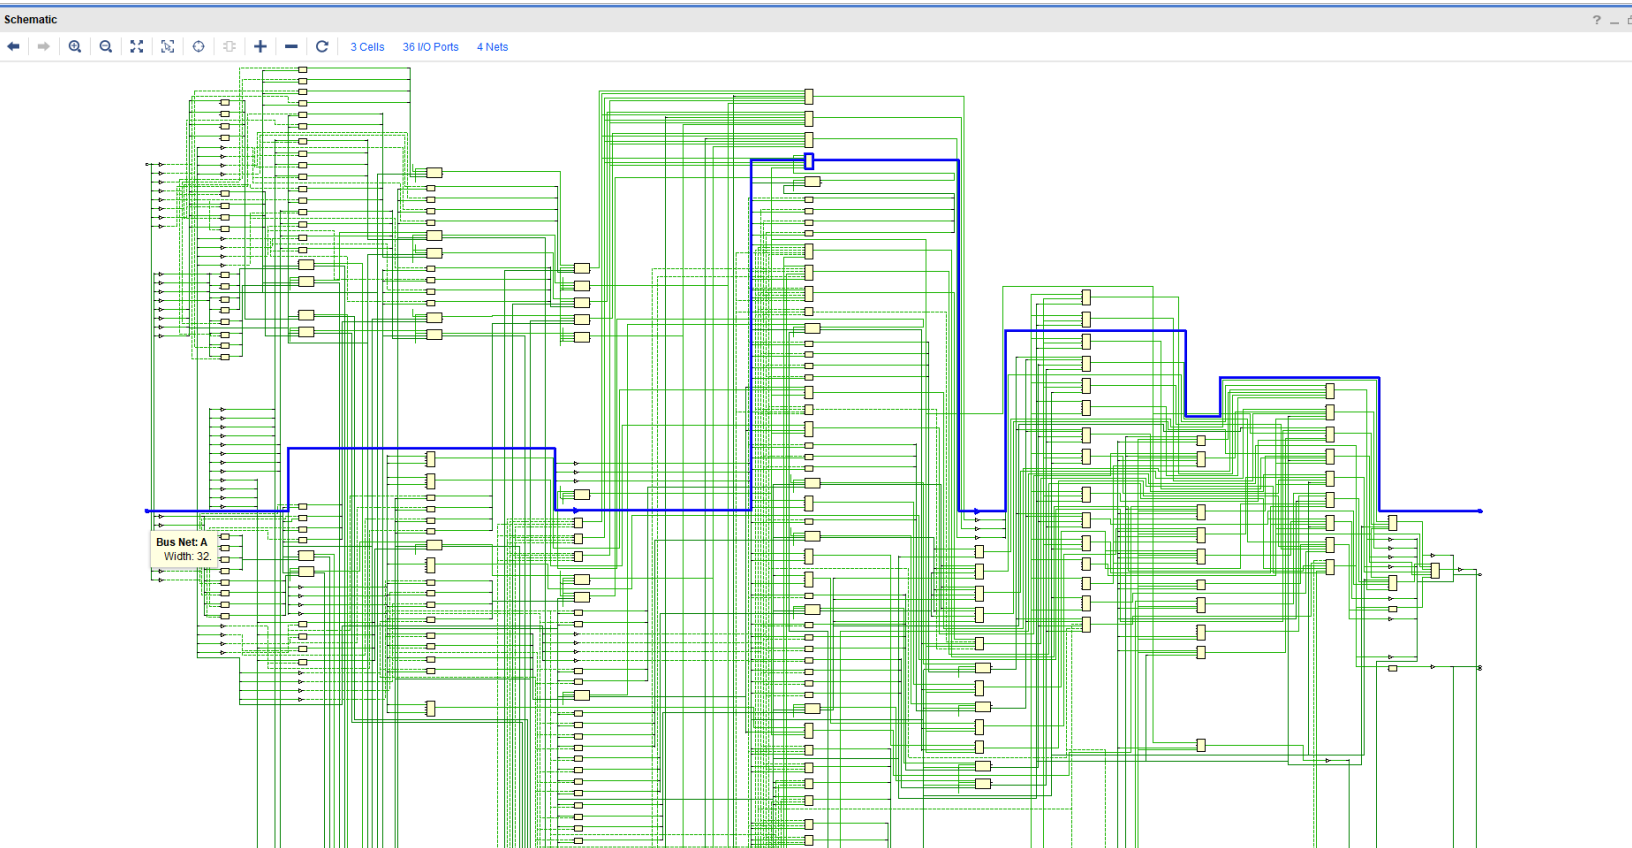 Schematic
?
3 Cells 36 I/O Ports 4 Nets
Bus Net: A
Width: 32.